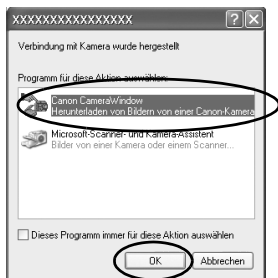 XXXXXXXXXXXXXXXXX
Verbindung mit Kamera wurde hergestellt
Programm für diese Aktion auswählen:
Canon CameraWindow
Herunterladen von Bildern von einer Canon-Kamera
Microsoft-Scanner- und Kamera-Assistent
Bilder von einer Kamera oder einem Scanner...
Dieses Programm immer für diese Aktion auswählen
OK Abbrechen